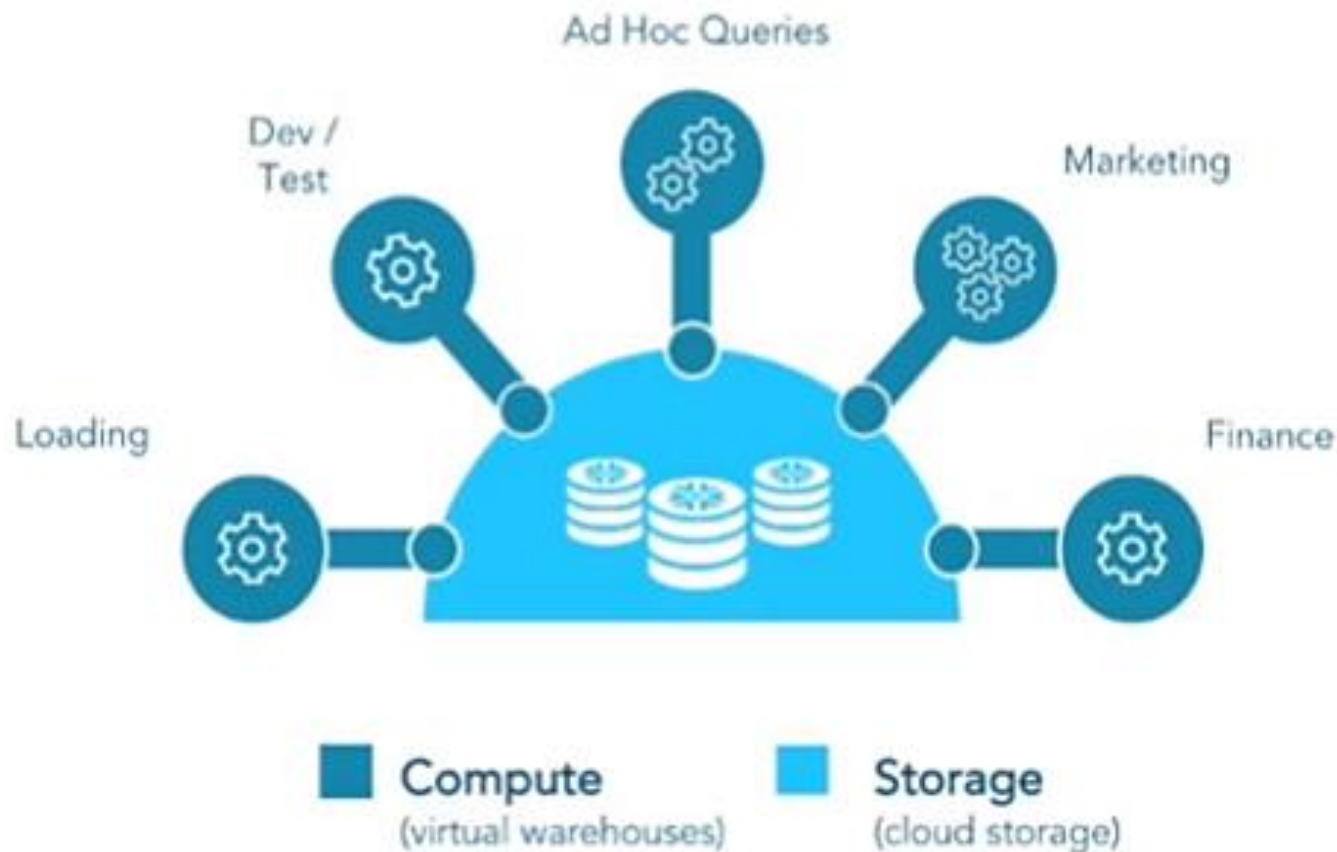 Ad Hoc Queries
Dev /
Test
Marketing
Loading
Finance
Compute
(virtual warehouses)
Storage
(cloud storage)